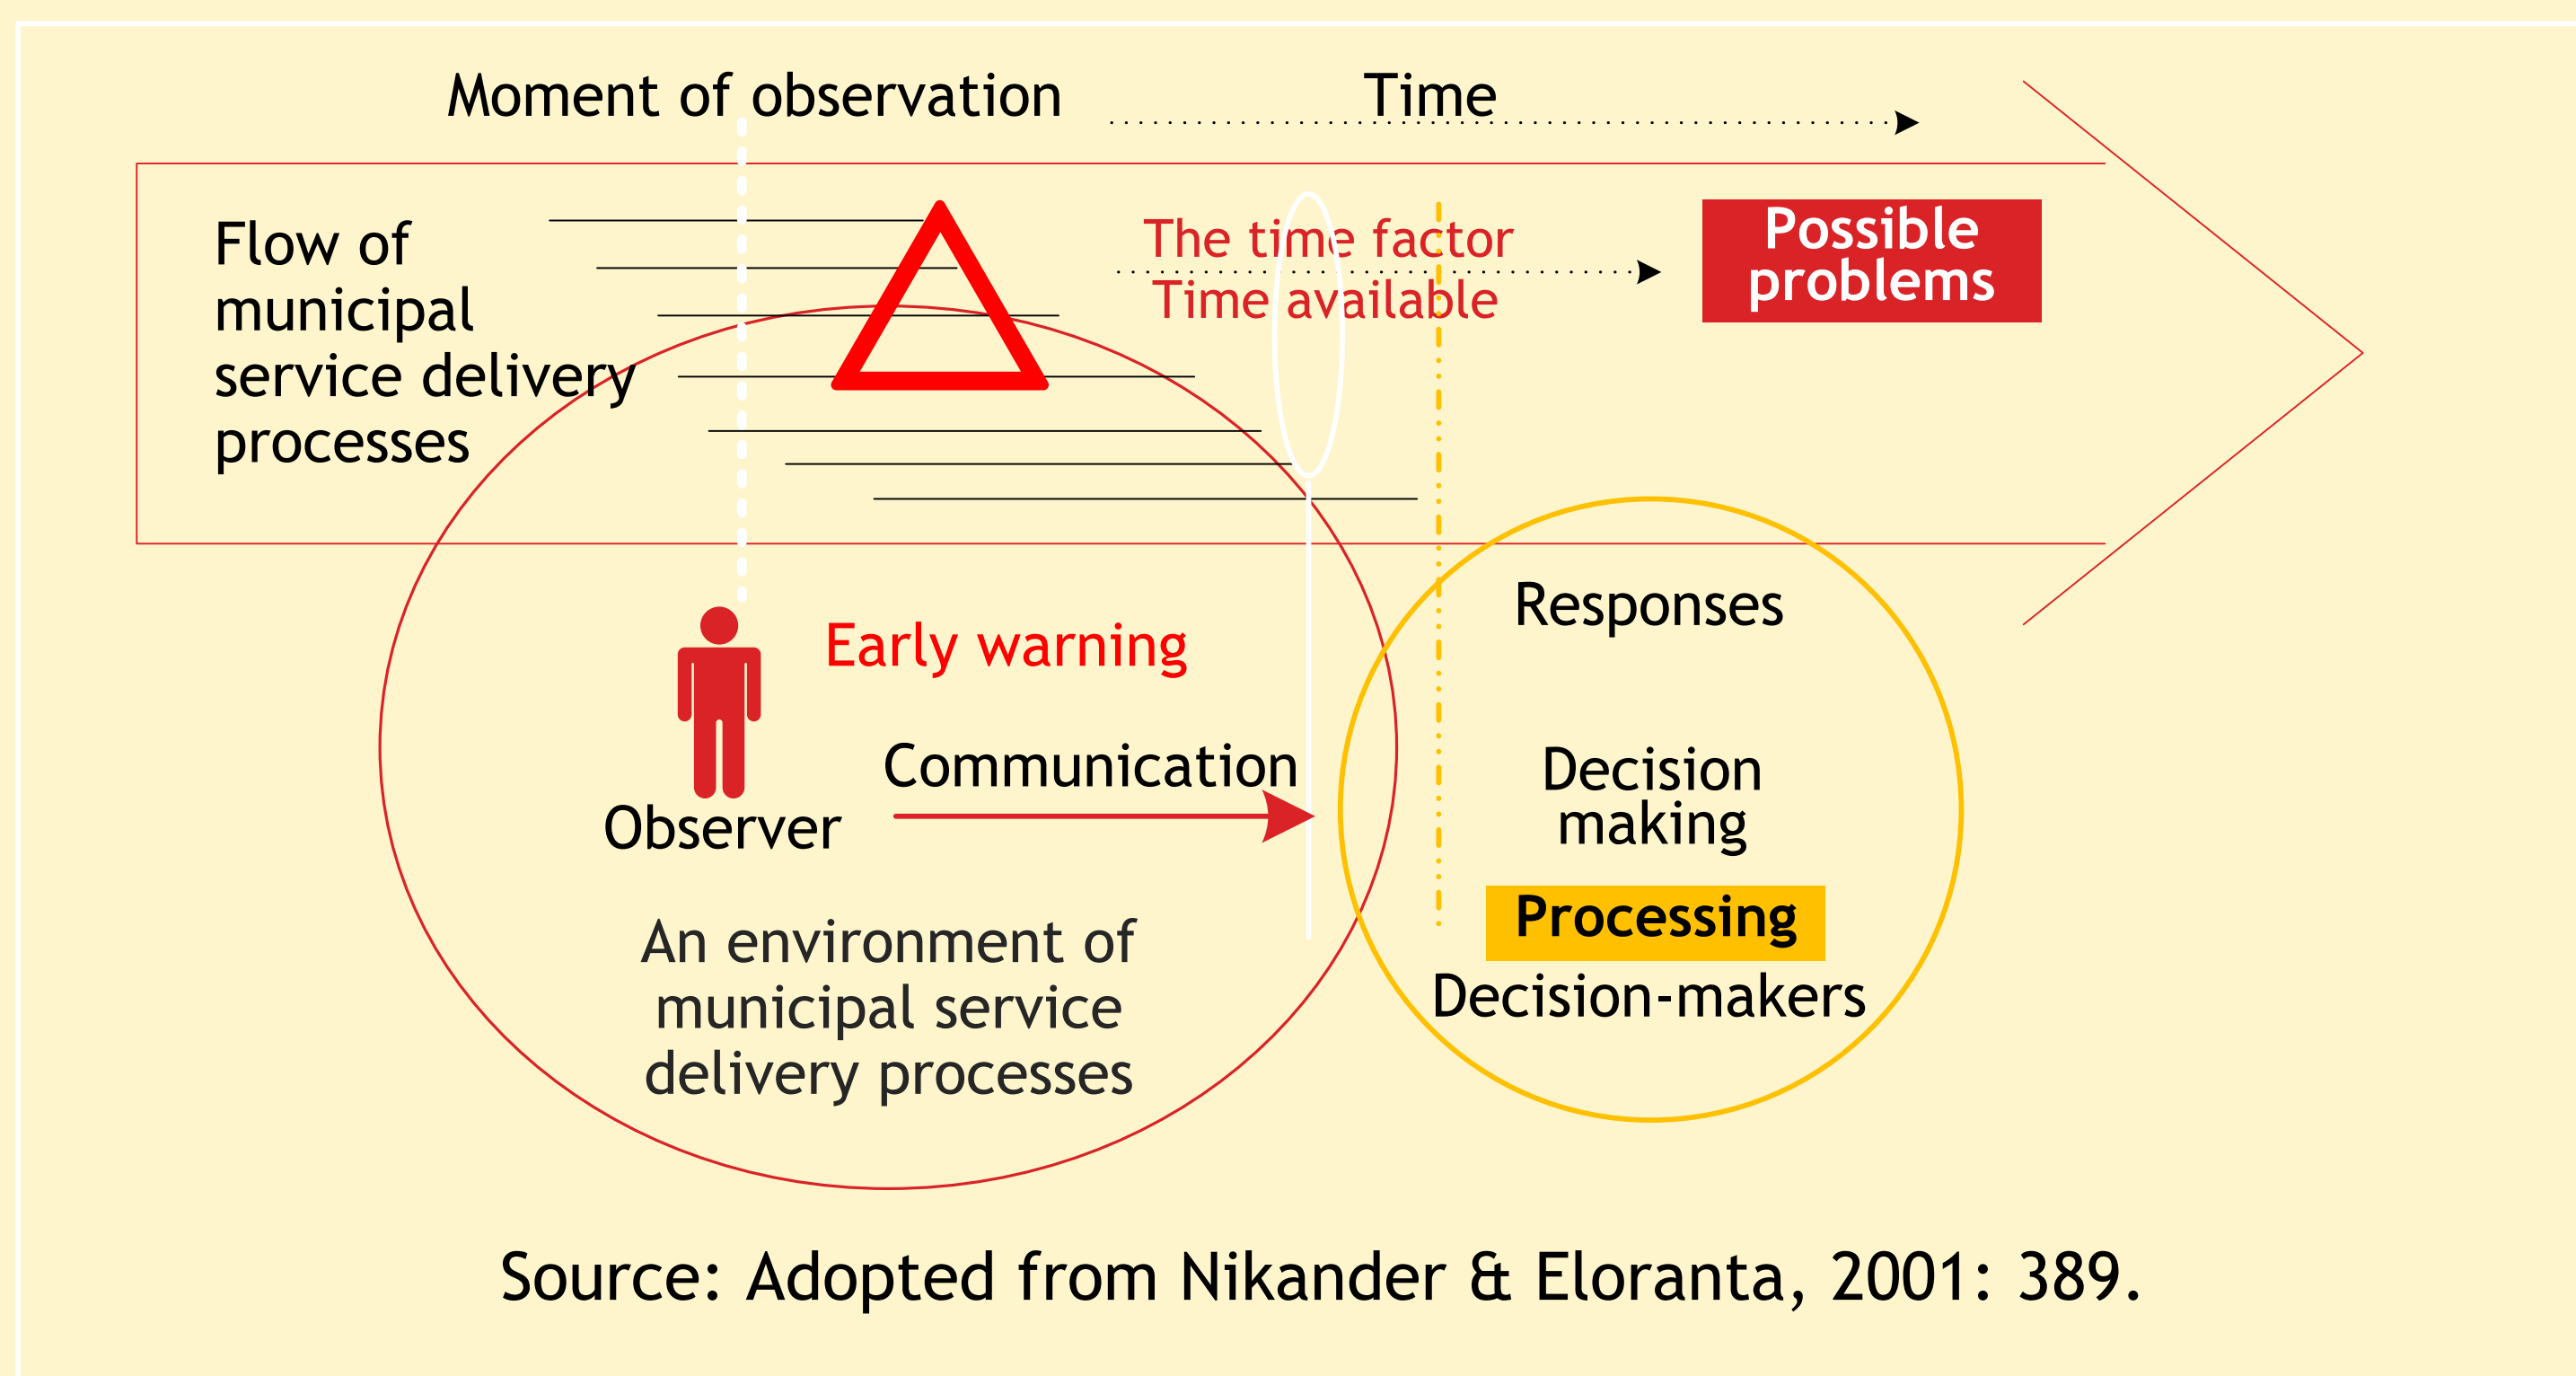 Moment of observation
Time
Flow of
municipal
service delivery
processes
The time factor
Time available
Possible
problems
Early warning
Communication
Observer
An environment of
municipal service
delivery processes
Responses
Decision
making
Processing
Decision-makers
Source: Adopted from Nikander & Eloranta, 2001: 389.